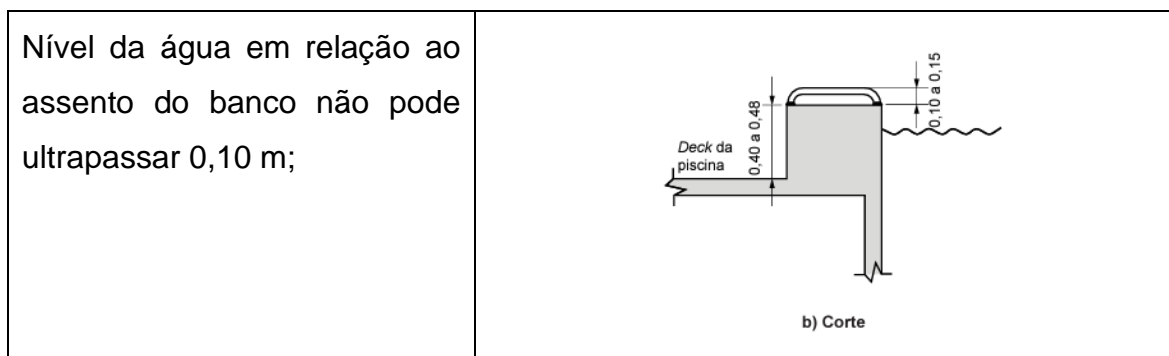 Nível da água em relação ao
assento do banco não pode
ultrapassar 0,10 m;
Deck da
piscina
0,40 a 0,48
0,10 a 0,15
b) Corte